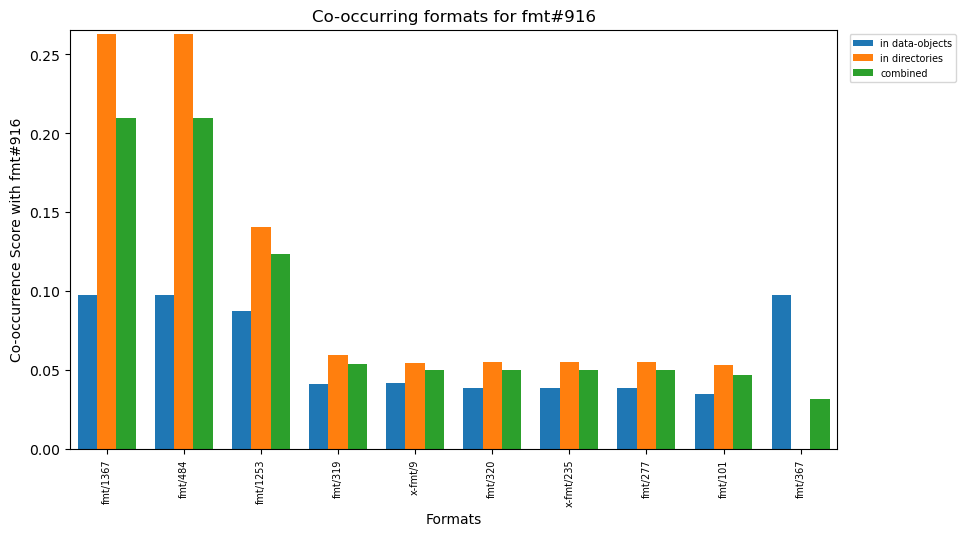 Co-occurring formats for fmt#916
in data-objects
in directories
combined
Co-occurrence Score with fmt#916
0.25
0.20
0.15
0.10
0.05
0.00
fmt/1367
fmt/484
fmt/1253
fmt/319
x-fmt/9
fmt/320
x-fmt/235
fmt/277
fmt/101
fmt/367
Formats